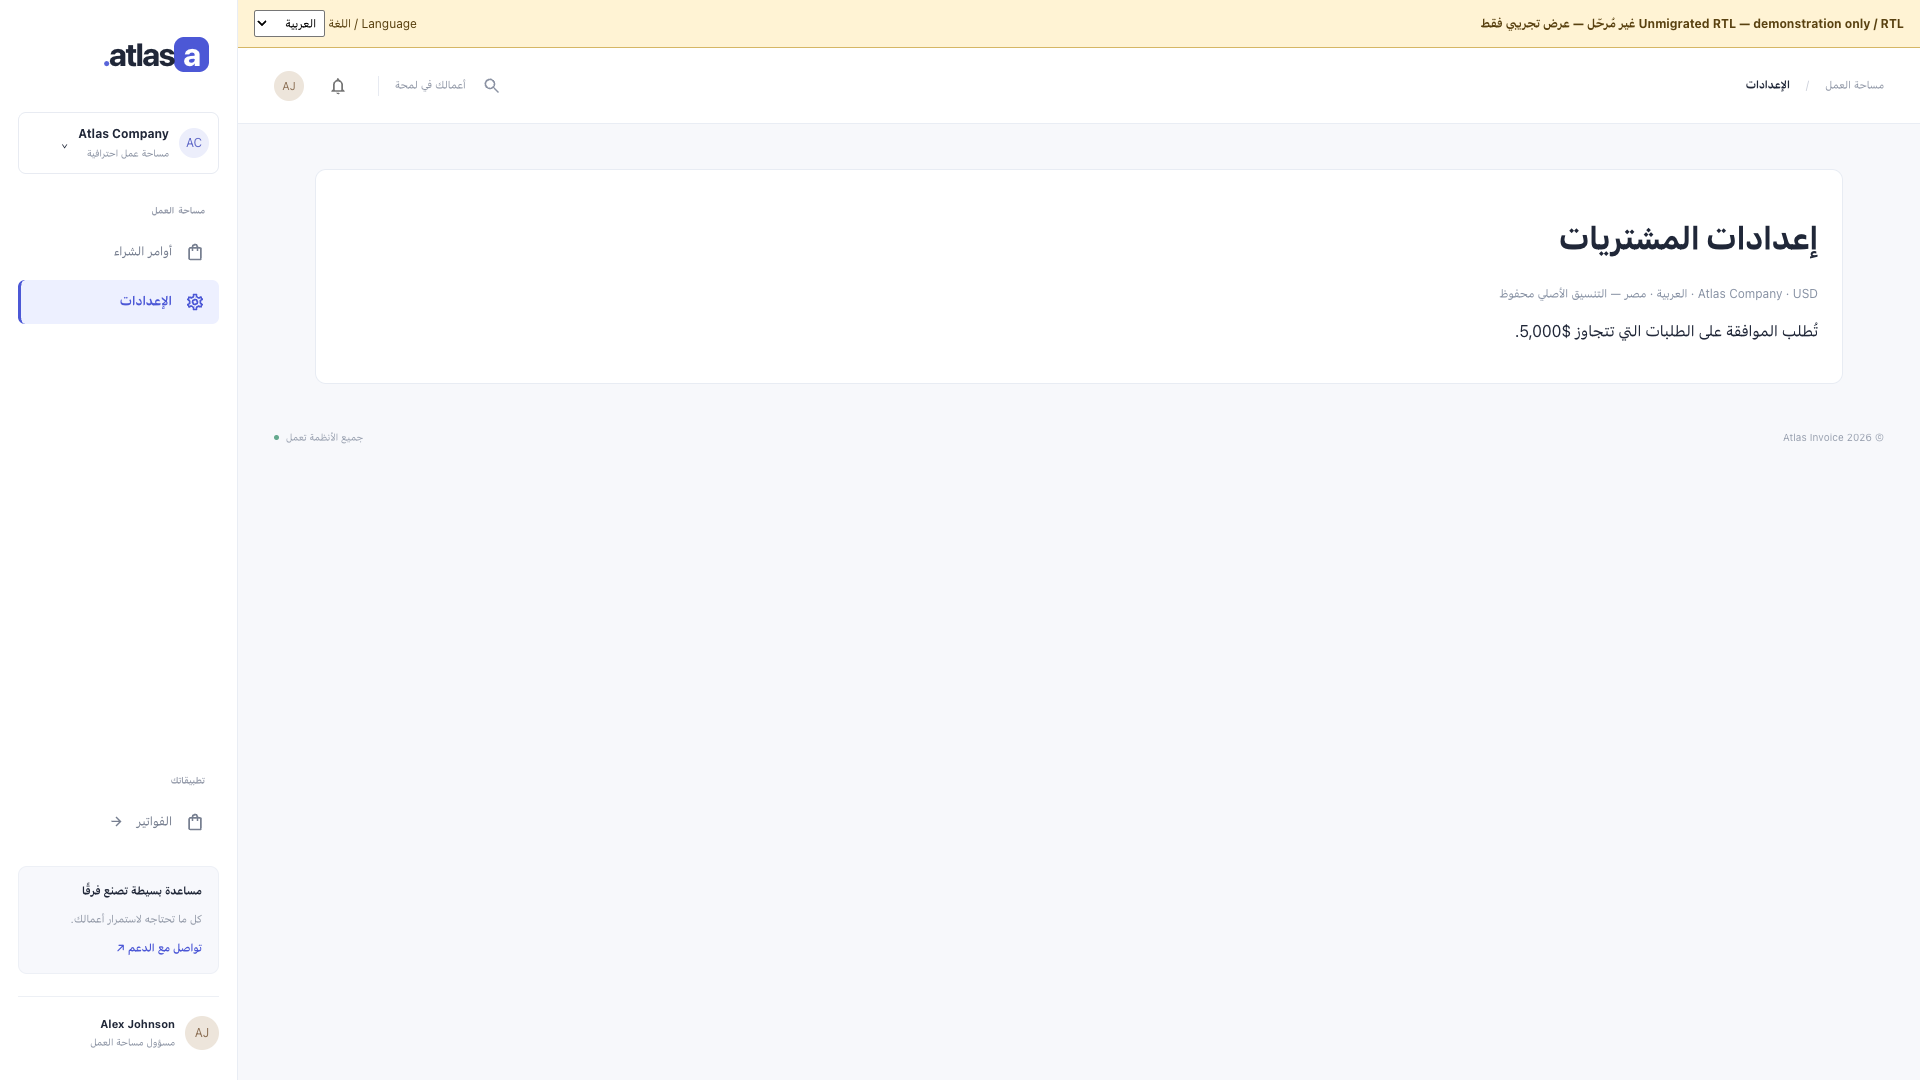 RTL / Unmigrated RTL — demonstration only غير مُرحّل — عرض تجريبي فقط
Language / اللغة العربية
a atlas.
AC Atlas Company
مساحة عمل احترافية
مساحة العمل
أوامر الشراء
الإعدادات
تطبيقاتك
الفواتير →
مساعدة بسيطة تصنع فرقًا
كل ما تحتاجه لاستمرار أعمالك.
تواصل مع الدعم ↗
AJ Alex Johnson
مسؤول مساحة العمل
مساحة العمل / الإعدادات
أعمالك في لمحة
AJ
إعدادات المشتريات
Atlas Company · USD · العربية · مصر — التنسيق الأصلي محفوظ
تُطلب الموافقة على الطلبات التي تتجاوز $5,000.
© 2026 Atlas Invoice
جميع الأنظمة تعمل